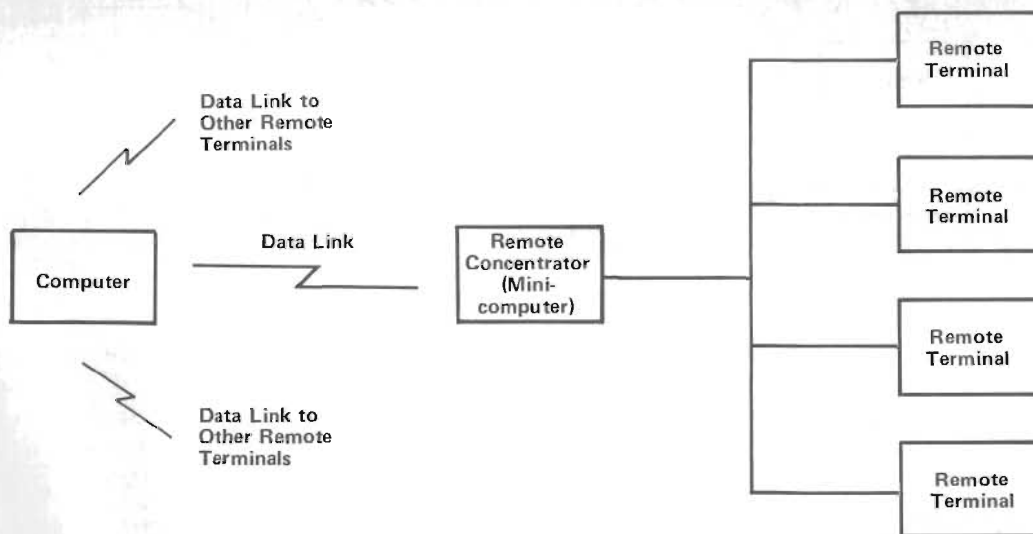 Data Link to
Other Remote
Terminals
Computer
Data Link
Data Link to
Other Remote
Terminals
Remote
Concentrator
(Mini-
computer)
Remote
Terminal
Remote
Terminal
Remote
Terminal
Remote
Terminal